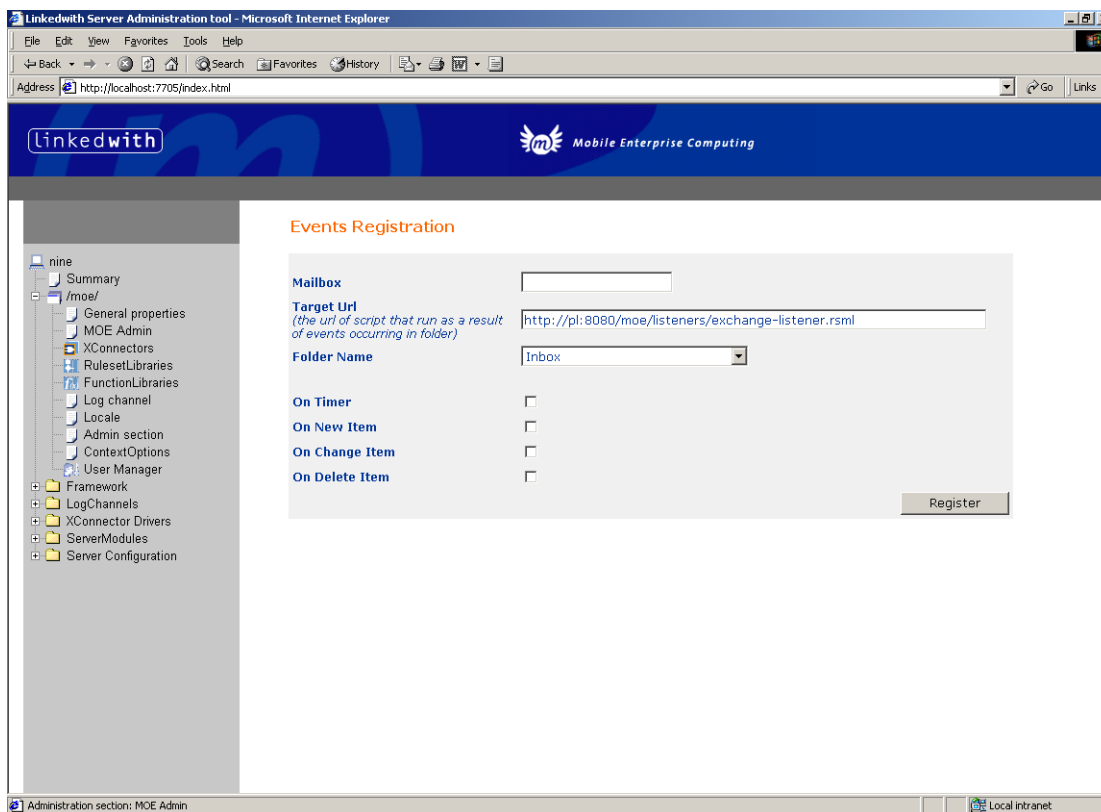 Linkedwith Server Administration tool - Microsoft Internet Explorer
File Edit View Favorites Tools Help
Back Search Favorites History
Address http://localhost:7705/index.html Go Links
linkedwith m Mobile Enterprise Computing
Events Registration
nine
Summary
/moe/
General properties
MOE Admin
XConnectors
RulesetLibraries
FunctionLibraries
Log channel
Locale
Admin section
ContextOptions
User Manager
Framework
LogChannels
XConnector Drivers
ServerModules
Server Configuration
Mailbox
Target Url
(the url of script that run as a result
of events occurring in folder)
http://pl:8080/moe/listeners/exchange-listener.rsml
Folder Name Inbox
On Timer
On New Item
On Change Item
On Delete Item
Register
Administration section: MOE Admin Local intranet